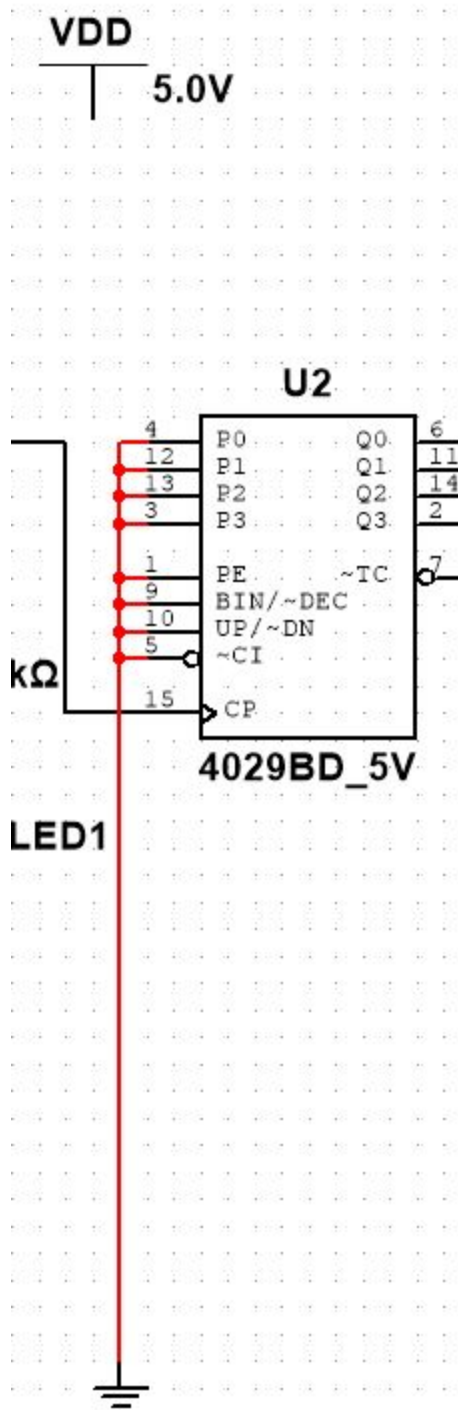 VDD
5.0V
U2
4 P0 Q0 6
12 P1 Q1 11
13 P2 Q2 14
3 P3 Q3 2
1 PE ~TC 7
9 BIN/~DEC
10 UP/~DN
5 ~CI
kΩ
15 CP
4029BD_5V
LED1